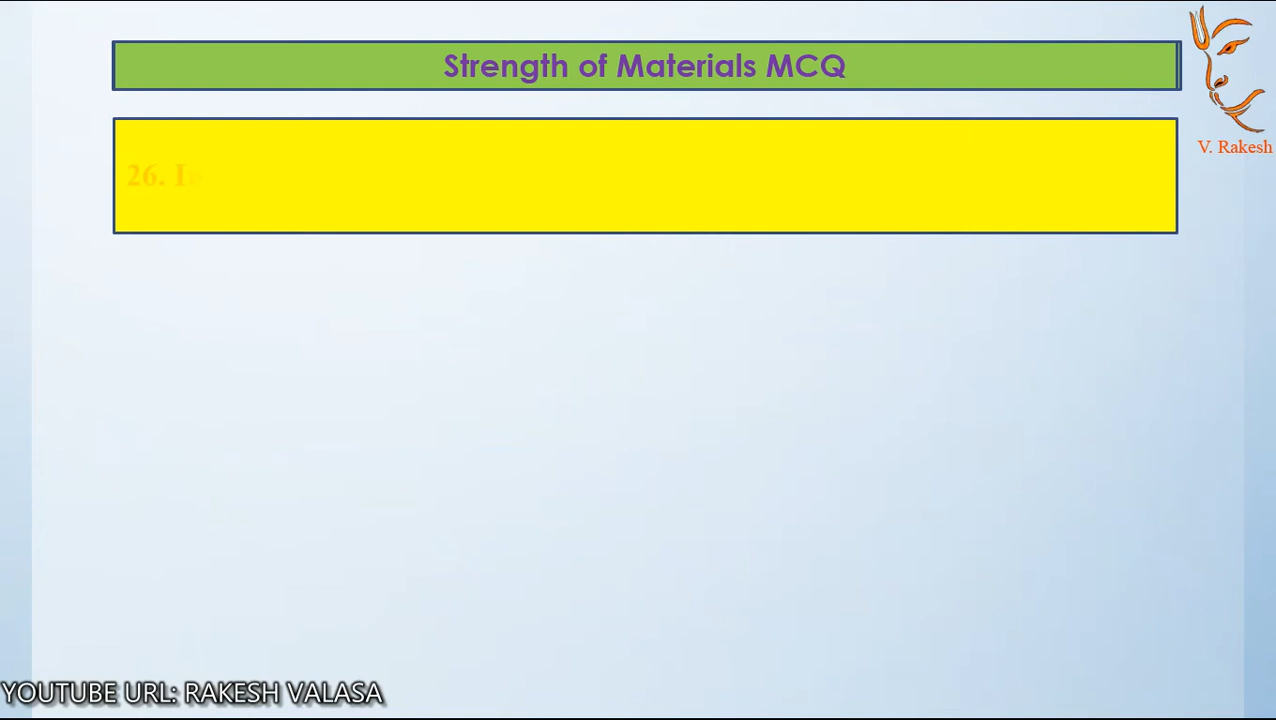 Strength of Materials MCQ
V. Rakesh
26.
YOUTUBE URL: RAKESH VALASA